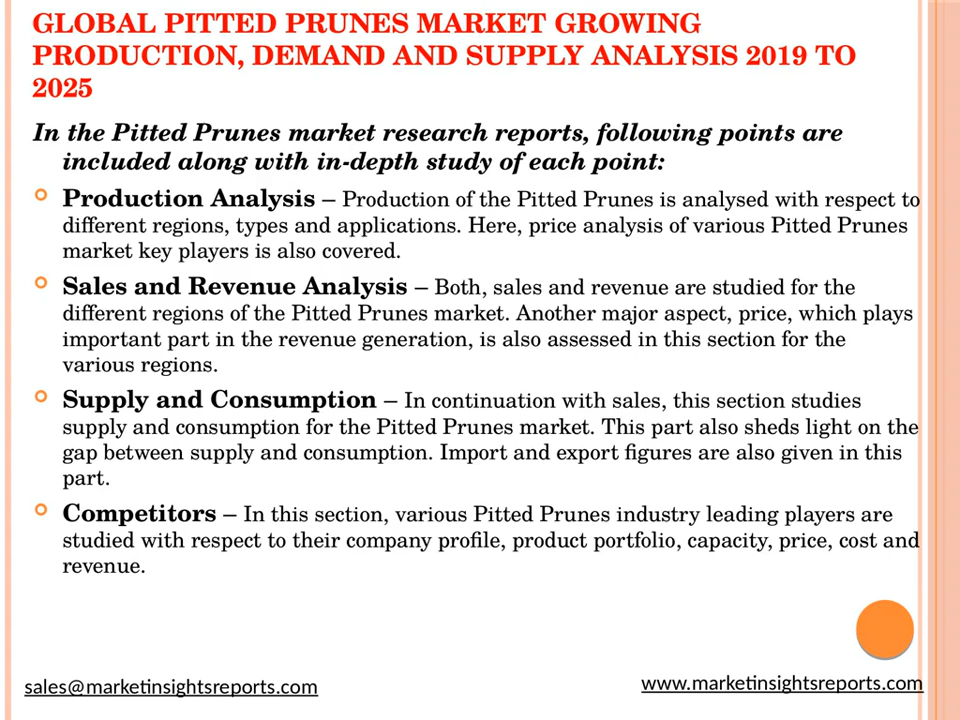 GLOBAL PITTED PRUNES MARKET GROWING
PRODUCTION, DEMAND AND SUPPLY ANALYSIS 2019 TO
2025
In the Pitted Prunes market research reports, following points are
included along with in-depth study of each point:
Production Analysis – Production of the Pitted Prunes is analysed with respect to
different regions, types and applications. Here, price analysis of various Pitted Prunes
market key players is also covered.
Sales and Revenue Analysis – Both, sales and revenue are studied for the
different regions of the Pitted Prunes market. Another major aspect, price, which plays
important part in the revenue generation, is also assessed in this section for the
various regions.
Supply and Consumption – In continuation with sales, this section studies
supply and consumption for the Pitted Prunes market. This part also sheds light on the
gap between supply and consumption. Import and export figures are also given in this
part.
Competitors – In this section, various Pitted Prunes industry leading players are
studied with respect to their company profile, product portfolio, capacity, price, cost and
revenue.
sales@marketinsightsreports.com
www.marketinsightsreports.com